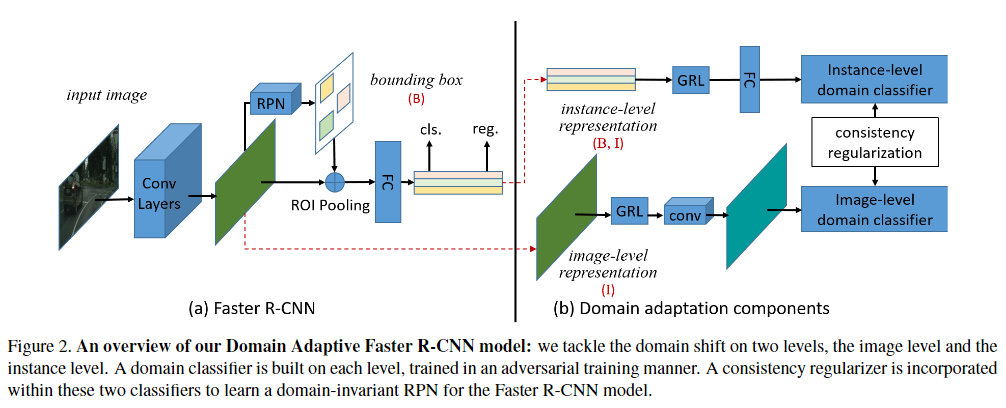 input image
Conv
Layers
RPN
bounding box
(B)
cls.
reg.
ROI Pooling
FC
(a) Faster R-CNN
instance-level
representation
(B, I)
GRL
FC
Instance-level
domain classifier
consistency
regularization
image-level
representation
(I)
GRL
conv
Image-level
domain classifier
(b) Domain adaptation components
Figure 2. An overview of our Domain Adaptive Faster R-CNN model: we tackle the domain shift on two levels, the image level and the
instance level. A domain classifier is built on each level, trained in an adversarial training manner. A consistency regularizer is incorporated
within these two classifiers to learn a domain-invariant RPN for the Faster R-CNN model.